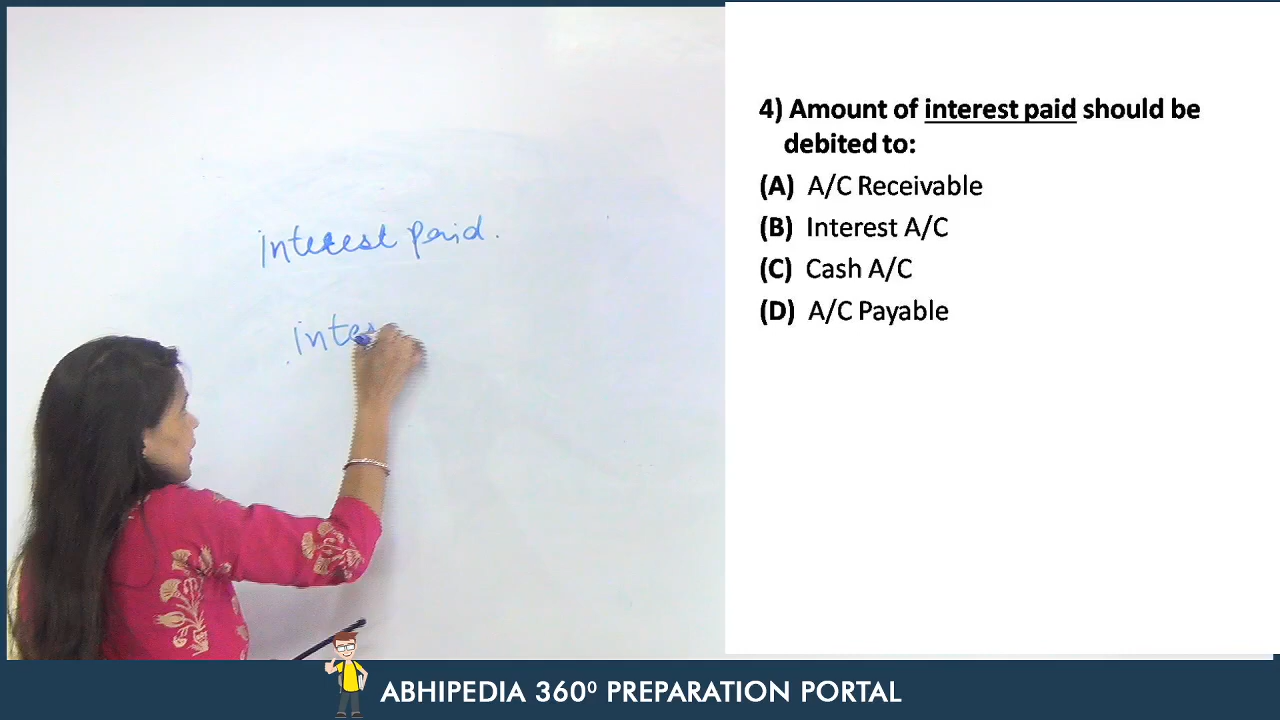 Interest paid.
Inte
4) Amount of interest paid should be
debited to:
(A) A/C Receivable
(B) Interest A/C
(C) Cash A/C
(D) A/C Payable
ABHIPEDIA 360⁰ PREPARATION PORTAL